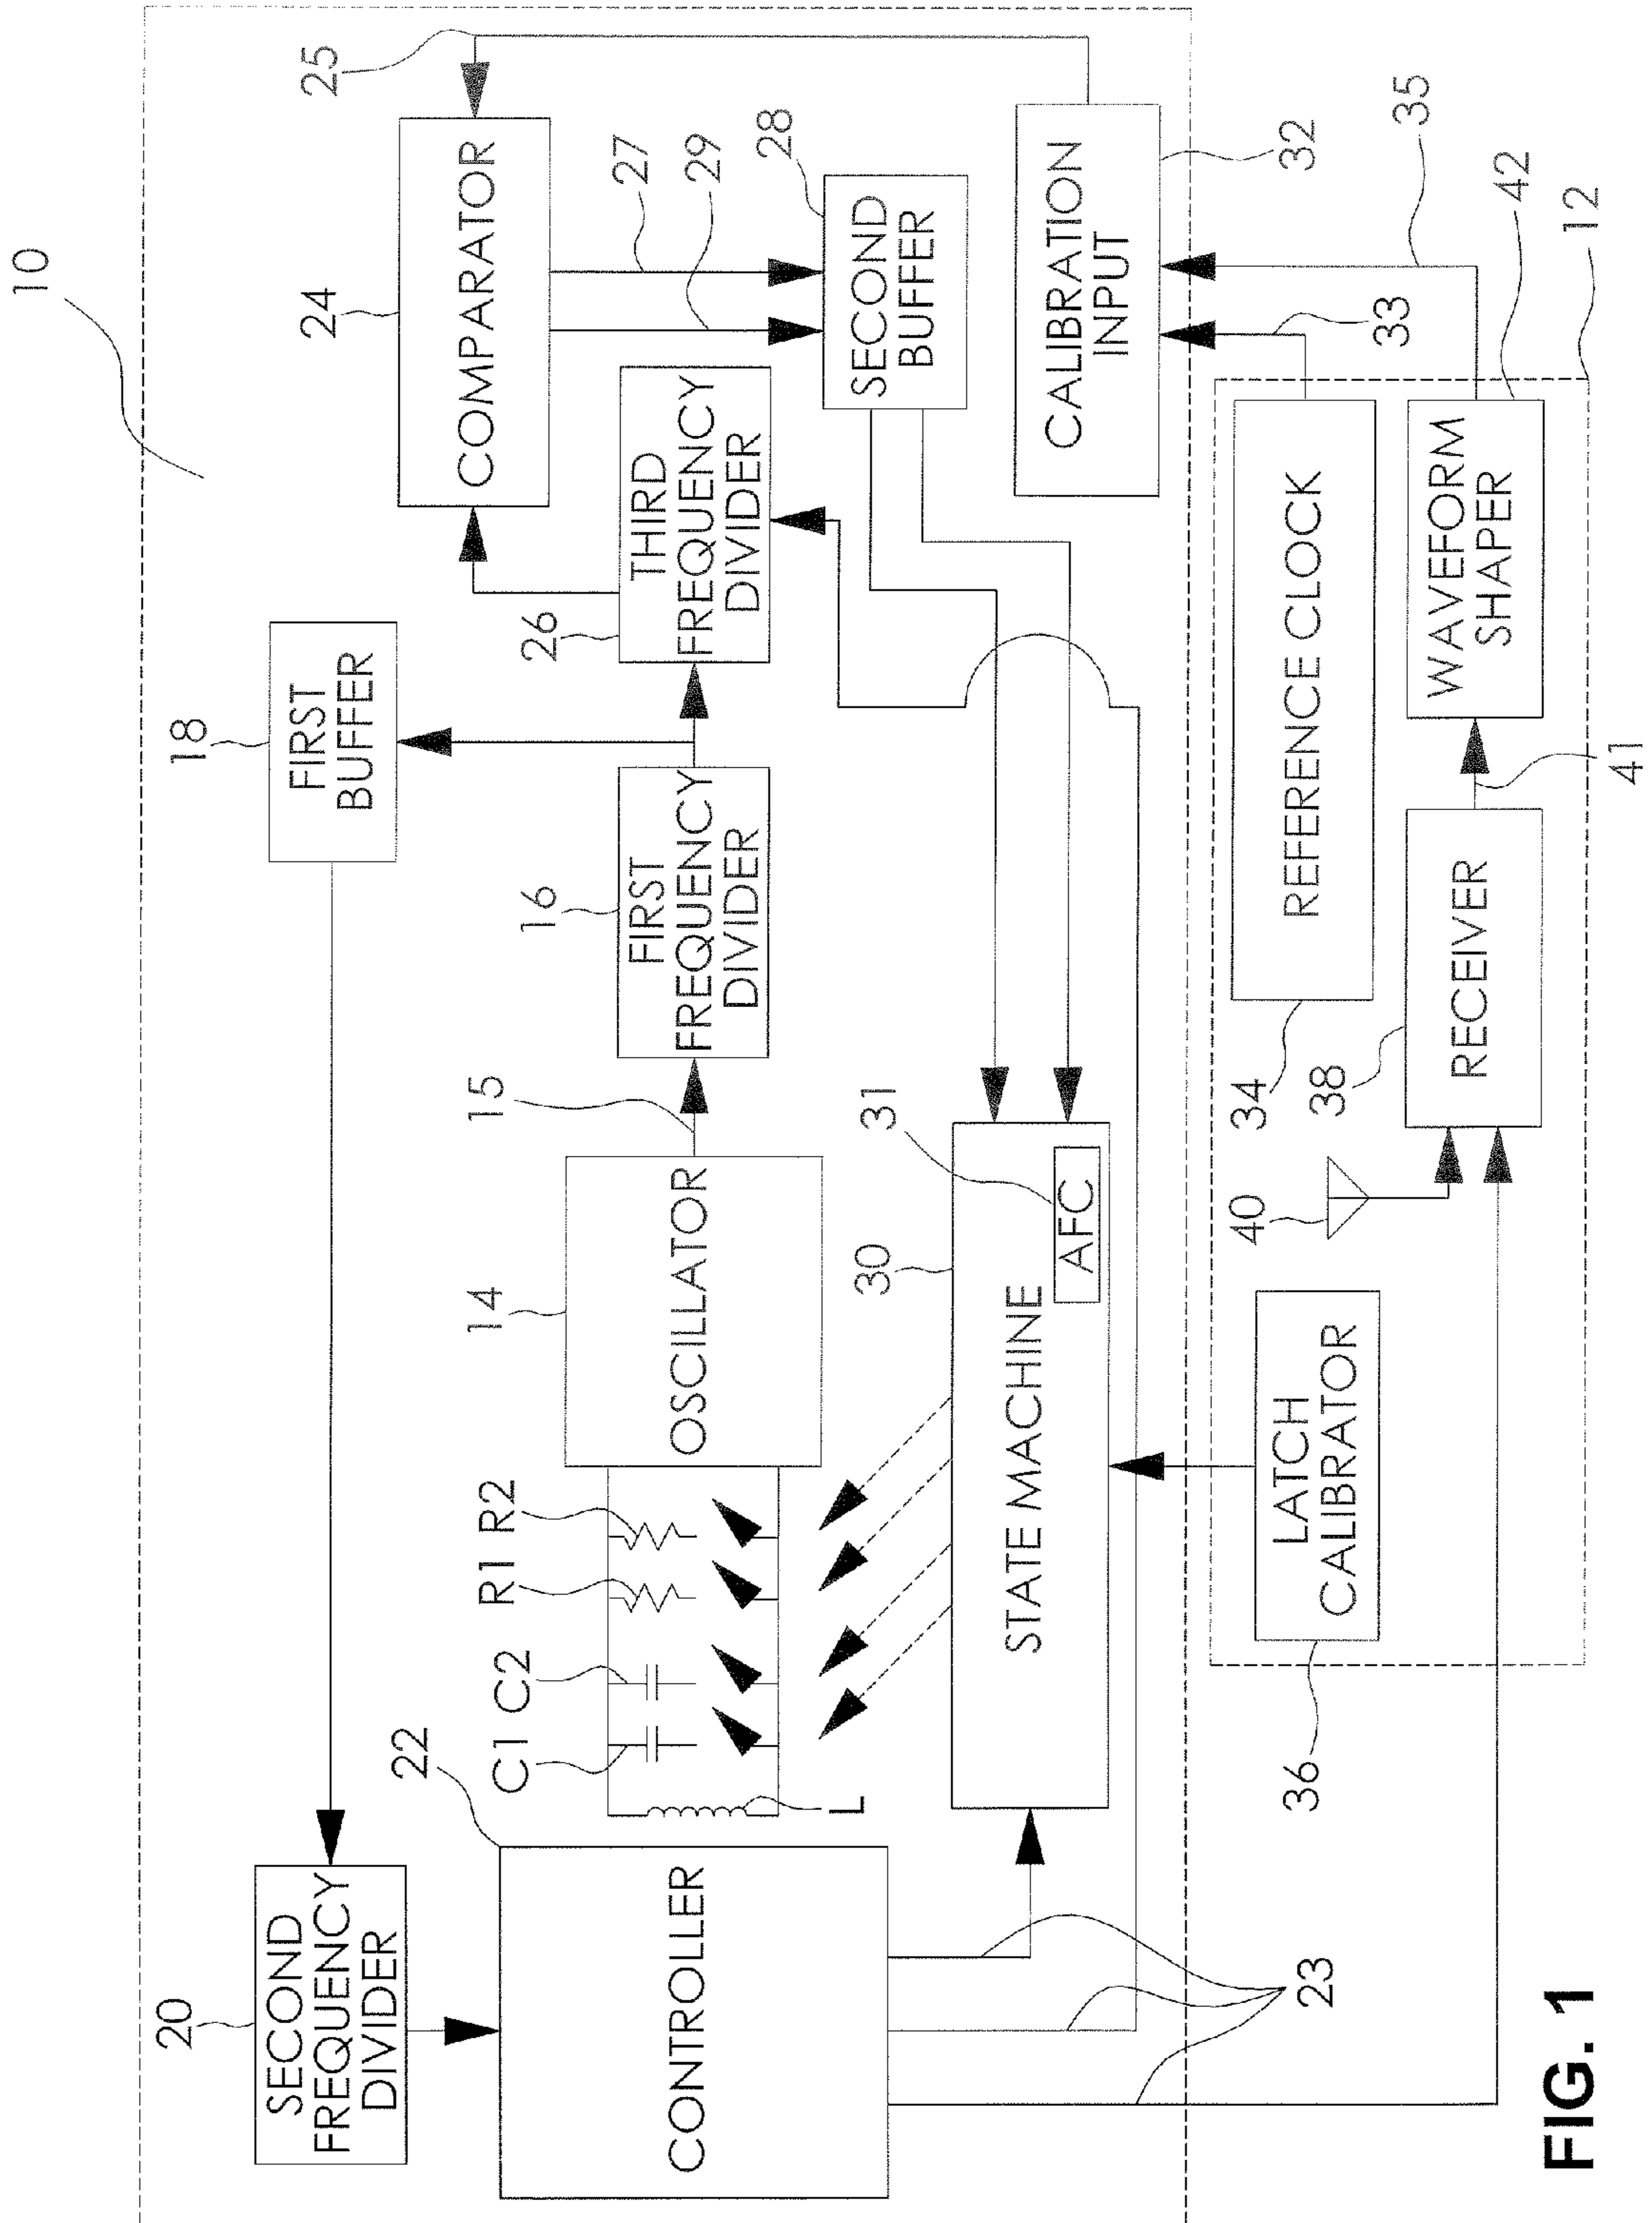 10
20
SECOND
FREQUENCY
DIVIDER
18
FIRST
BUFFER
25
22
CONTROLLER
C1
C2
R1
R2
L
14
OSCILLATOR
15
16
FIRST
FREQUENCY
DIVIDER
26
THIRD
FREQUENCY
DIVIDER
24
COMPARATOR
27
29
28
SECOND
BUFFER
30
STATE MACHINE
31
AFC
CALIBRATION
INPUT
32
23
36
LATCH
CALIBRATOR
34
REFERENCE CLOCK
33
35
40
38
RECEIVER
41
WAVEFORM
SHAPER
42
12
FIG. 1